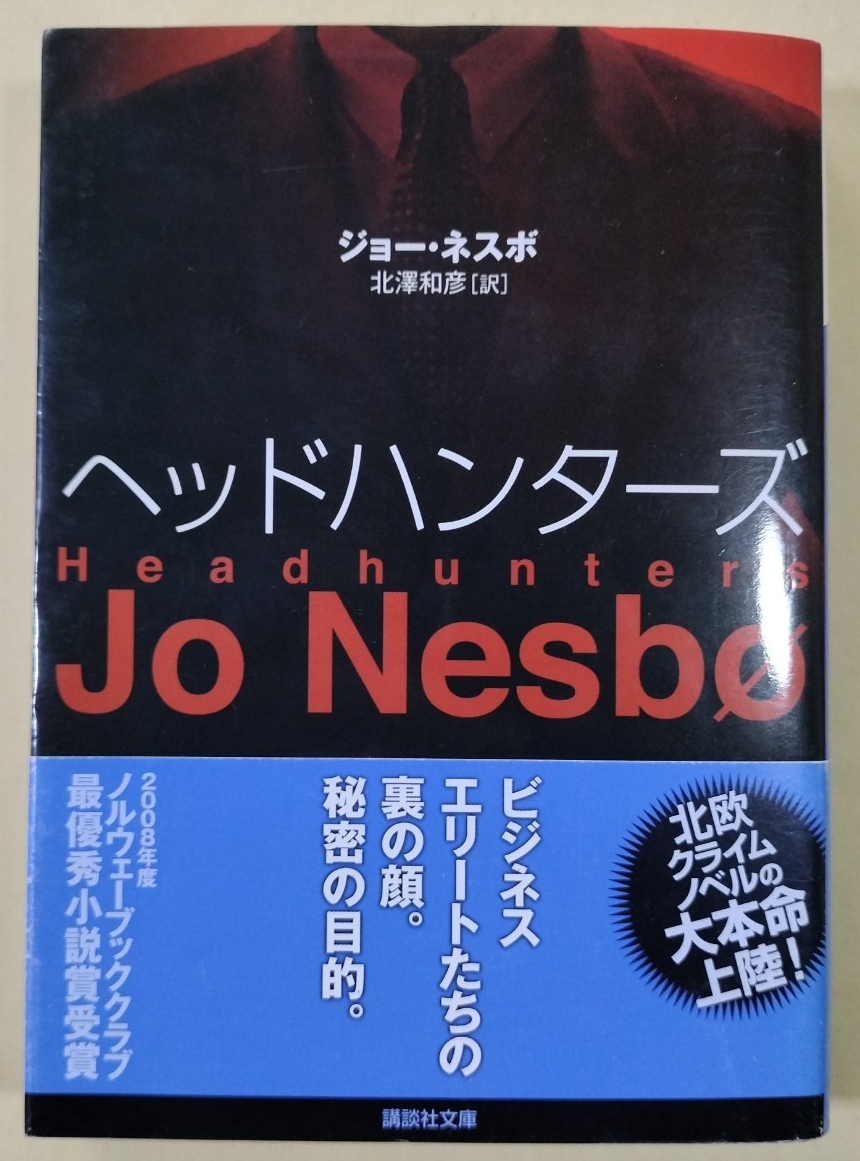 ジョー・ネスボ
北澤和彦[訳]
ヘッドハンターズ
Headhunters
Jo Nesbø
北欧
クライム
ノベルの
大本命
上陸!
ビジネス
エリートたちの
裏の顔。
秘密の目的。
2008年度
ノルウェーブッククラブ
最優秀小説賞受賞
講談社文庫